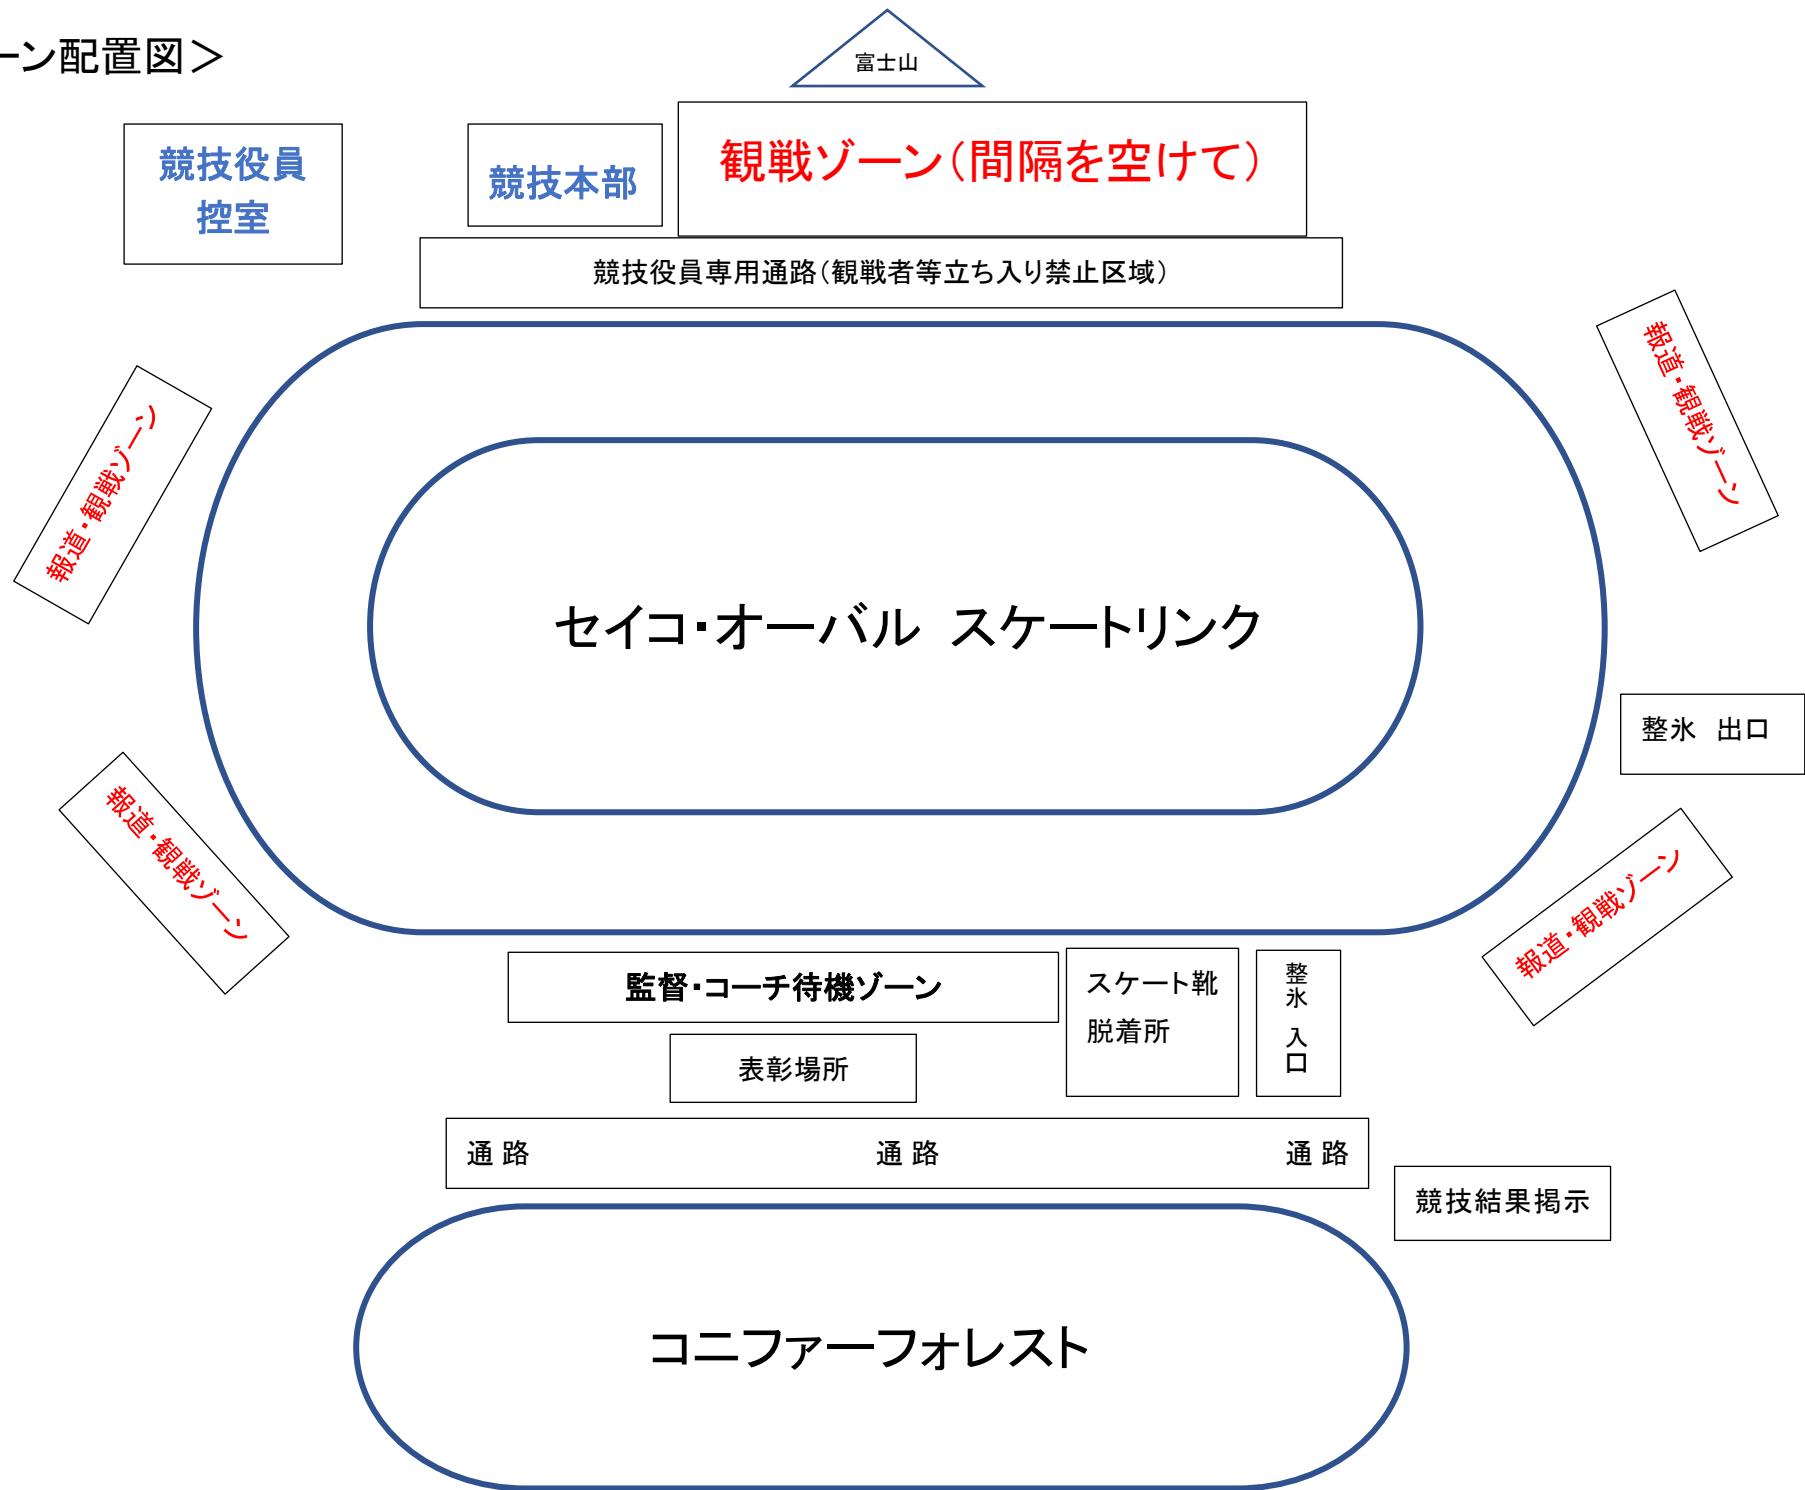 ーン配置図＞
富士山
競技役員
控室
競技本部
観戦ゾーン（間隔を空けて）
競技役員専用通路（観戦者等立ち入り禁止区域）
報道・観戦ゾーン
報道・観戦ゾーン
セイコ・オーバル　スケートリンク
整氷　出口
報道・観戦ゾーン
報道・観戦ゾーン
監督・コーチ待機ゾーン
スケート靴
脱着所
整氷　入口
表彰場所
通 路　通 路　通 路
競技結果掲示
コニファーフォレスト